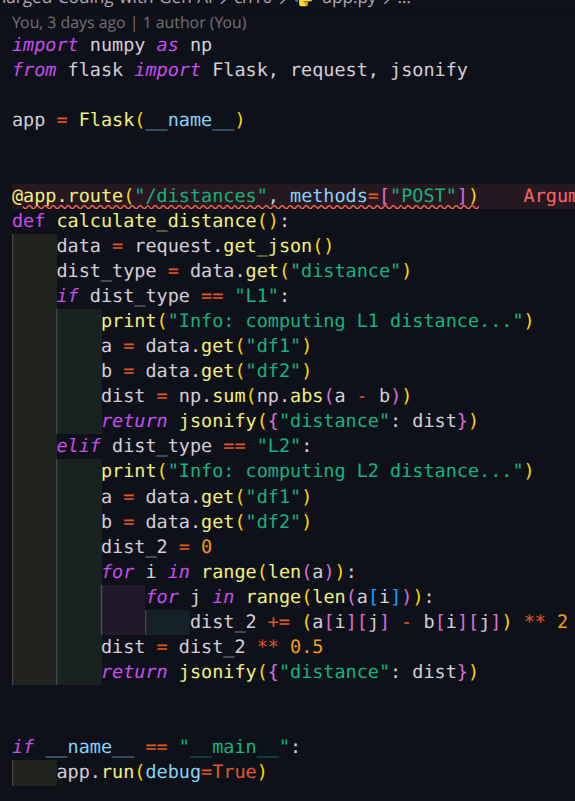 arged Coding with Gen AI > ch10 > app.py > ...
You, 3 days ago | 1 author (You)
import numpy as np
from flask import Flask, request, jsonify

app = Flask(__name__)


@app.route("/distances", methods=["POST"])    Argum
def calculate_distance():
    data = request.get_json()
    dist_type = data.get("distance")
    if dist_type == "L1":
        print("Info: computing L1 distance...")
        a = data.get("df1")
        b = data.get("df2")
        dist = np.sum(np.abs(a - b))
        return jsonify({"distance": dist})
    elif dist_type == "L2":
        print("Info: computing L2 distance...")
        a = data.get("df1")
        b = data.get("df2")
        dist_2 = 0
        for i in range(len(a)):
            for j in range(len(a[i])):
                dist_2 += (a[i][j] - b[i][j]) ** 2
        dist = dist_2 ** 0.5
        return jsonify({"distance": dist})


if __name__ == "__main__":
    app.run(debug=True)